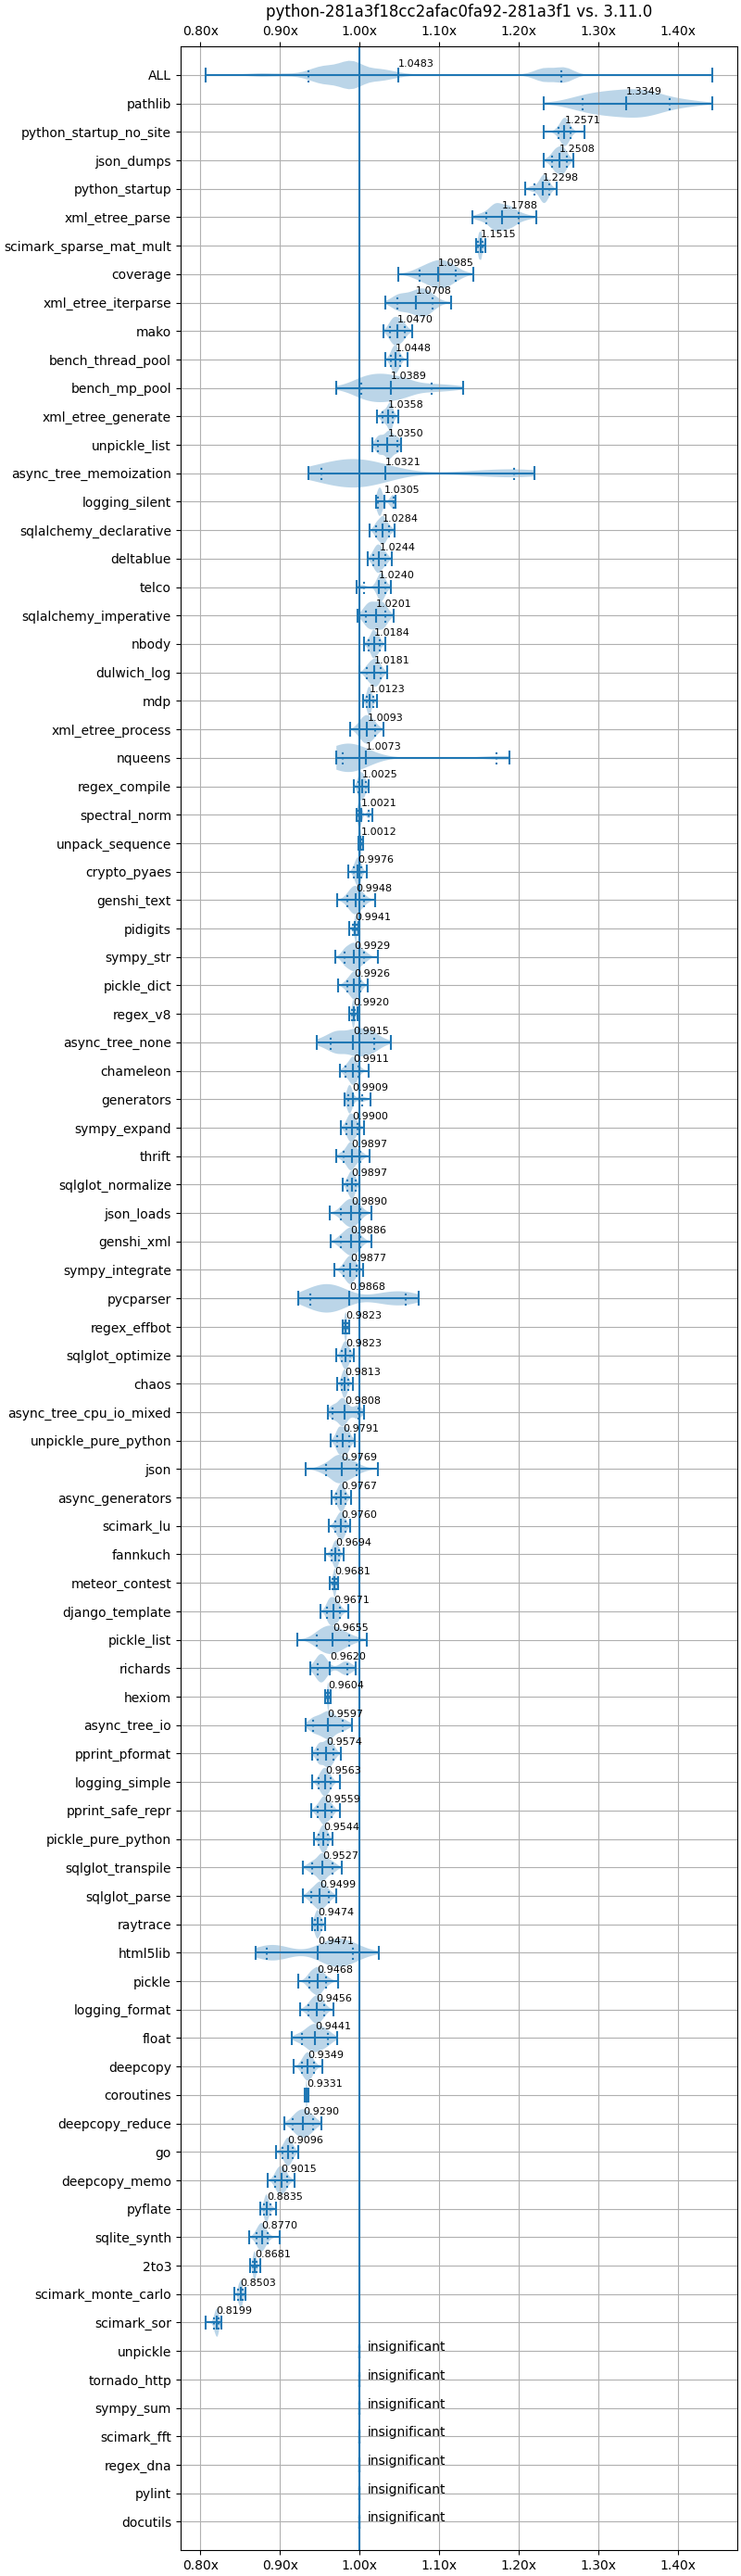 python-281a3f18cc2afac0fa92-281a3f1 vs. 3.11.0
0.80x 0.90x 1.00x 1.10x 1.20x 1.30x 1.40x
ALL 1.0483
pathlib 1.3349
python_startup_no_site 1.2571
json_dumps 1.2508
python_startup 1.2298
xml_etree_parse 1.1788
scimark_sparse_mat_mult 1.1515
coverage 1.0985
xml_etree_iterparse 1.0708
mako 1.0470
bench_thread_pool 1.0448
bench_mp_pool 1.0389
xml_etree_generate 1.0358
unpickle_list 1.0350
async_tree_memoization 1.0321
logging_silent 1.0305
sqlalchemy_declarative 1.0284
deltablue 1.0244
telco 1.0240
sqlalchemy_imperative 1.0201
nbody 1.0184
dulwich_log 1.0181
mdp 1.0123
xml_etree_process 1.0093
nqueens 1.0073
regex_compile 1.0025
spectral_norm 1.0021
unpack_sequence 1.0012
crypto_pyaes 0.9976
genshi_text 0.9948
pidigits 0.9941
sympy_str 0.9929
pickle_dict 0.9926
regex_v8 0.9920
async_tree_none 0.9915
chameleon 0.9911
generators 0.9909
sympy_expand 0.9900
thrift 0.9897
sqlglot_normalize 0.9897
json_loads 0.9890
genshi_xml 0.9886
sympy_integrate 0.9877
pycparser 0.9868
regex_effbot 0.9823
sqlglot_optimize 0.9823
chaos 0.9813
async_tree_cpu_io_mixed 0.9808
unpickle_pure_python 0.9791
json 0.9769
async_generators 0.9767
scimark_lu 0.9760
fannkuch 0.9694
meteor_contest 0.9681
django_template 0.9671
pickle_list 0.9655
richards 0.9620
hexiom 0.9604
async_tree_io 0.9597
pprint_pformat 0.9574
logging_simple 0.9563
pprint_safe_repr 0.9559
pickle_pure_python 0.9544
sqlglot_transpile 0.9527
sqlglot_parse 0.9499
raytrace 0.9474
html5lib 0.9471
pickle 0.9468
logging_format 0.9456
float 0.9441
deepcopy 0.9349
coroutines 0.9331
deepcopy_reduce 0.9290
go 0.9096
deepcopy_memo 0.9015
pyflate 0.8835
sqlite_synth 0.8770
2to3 0.8681
scimark_monte_carlo 0.8503
scimark_sor 0.8199
unpickle insignificant
tornado_http insignificant
sympy_sum insignificant
scimark_fft insignificant
regex_dna insignificant
pylint insignificant
docutils insignificant
0.80x 0.90x 1.00x 1.10x 1.20x 1.30x 1.40x